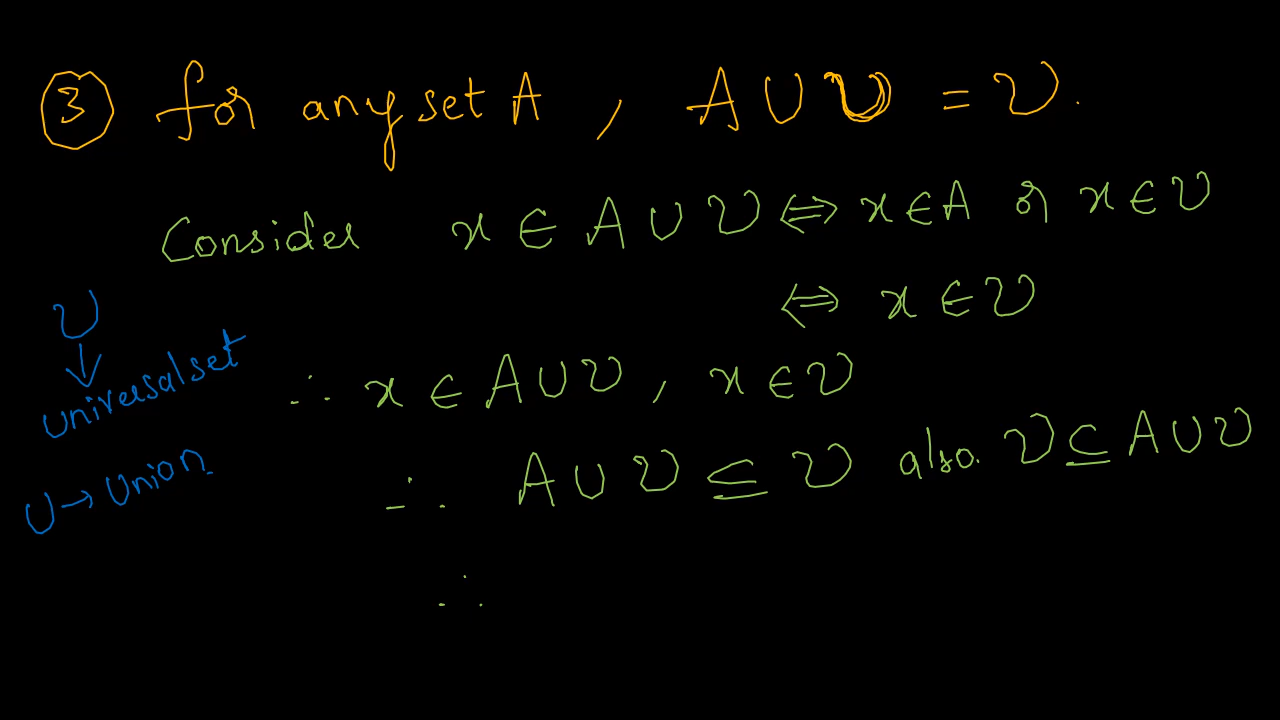 ③ for any set A, A ∪ U = U.
Consider x ∈ A ∪ U ⇔ x ∈ A or x ∈ U
⇔ x ∈ U
U
↓
universal set
∪ → Union.
∴ x ∈ A ∪ U, x ∈ U
∴ A ∪ U ⊆ U also. U ⊆ A ∪ U
∴